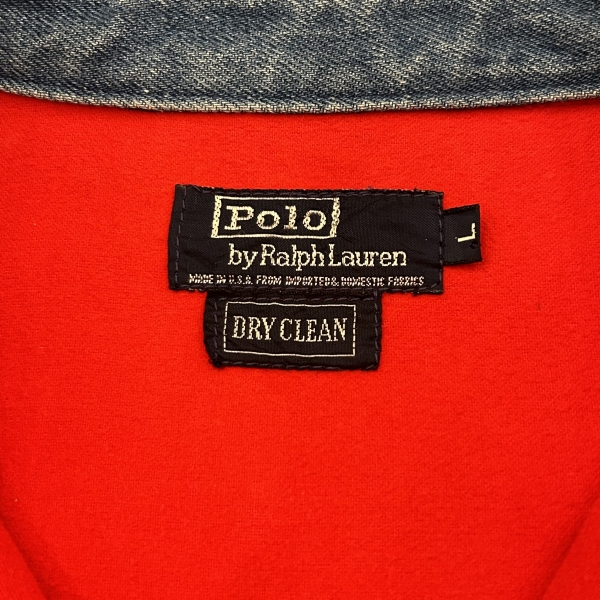 Polo
by Ralph Lauren
MADE IN U.S.A. FROM IMPORTED & DOMESTIC FABRICS
L
DRY CLEAN